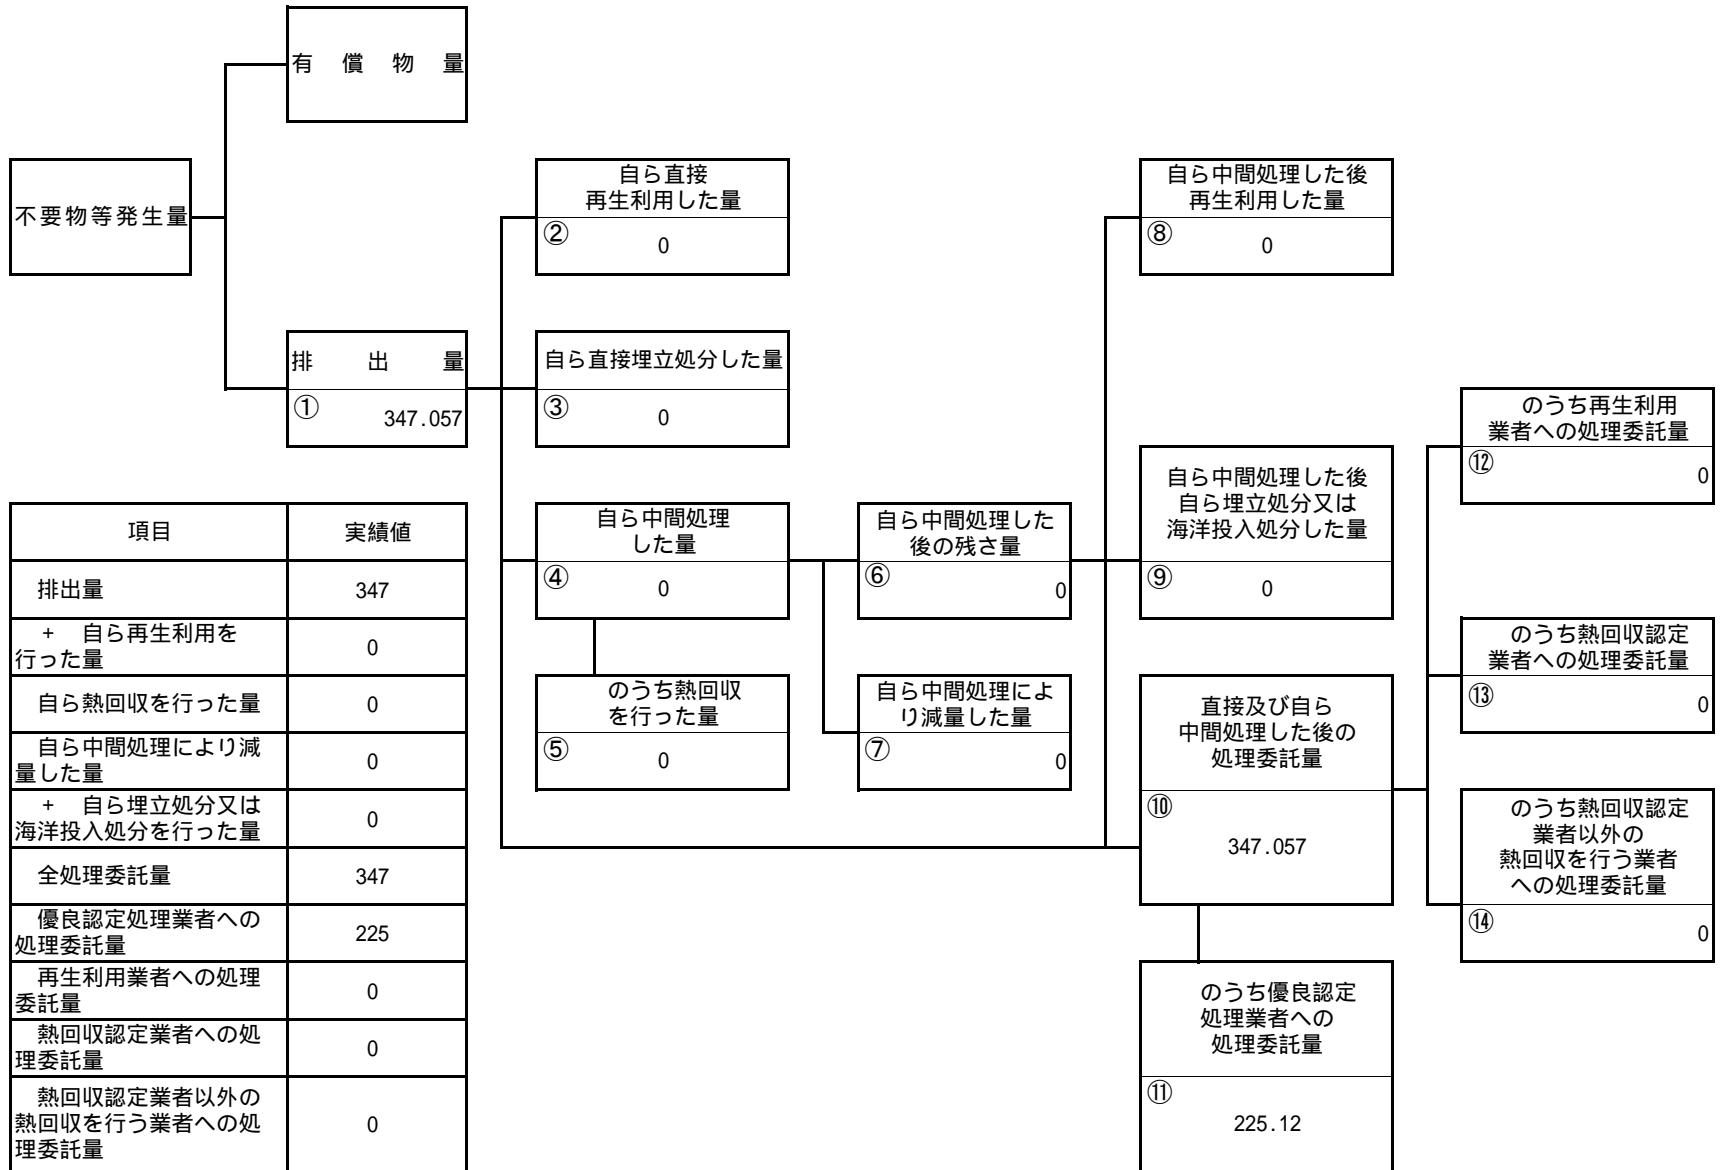 有 償 物 量
不要物等発生量
排 出 量
① 347.057
自ら直接
再生利用した量
② 0
自ら直接埋立処分した量
③ 0
自ら中間処理
した量
④ 0
のうち熱回収
を行った量
⑤ 0
自ら中間処理した
後の残さ量
⑥ 0
自ら中間処理によ
り減量した量
⑦ 0
自ら中間処理した後
再生利用した量
⑧ 0
自ら中間処理した後
自ら埋立処分又は
海洋投入処分した量
⑨ 0
直接及び自ら
中間処理した後の
処理委託量
⑩
347.057
のうち優良認定
処理業者への
処理委託量
⑪
225.12
のうち再生利用
業者への処理委託量
⑫ 0
のうち熱回収認定
業者への処理委託量
⑬ 0
のうち熱回収認定
業者以外の
熱回収を行う業者
への処理委託量
⑭ 0
項目 実績値
排出量 347
+ 自ら再生利用を
行った量 0
自ら熱回収を行った量 0
自ら中間処理により減
量した量 0
+ 自ら埋立処分又は
海洋投入処分を行った量 0
全処理委託量 347
優良認定処理業者への
処理委託量 225
再生利用業者への処理
委託量 0
熱回収認定業者への処
理委託量 0
熱回収認定業者以外の
熱回収を行う業者への処
理委託量 0